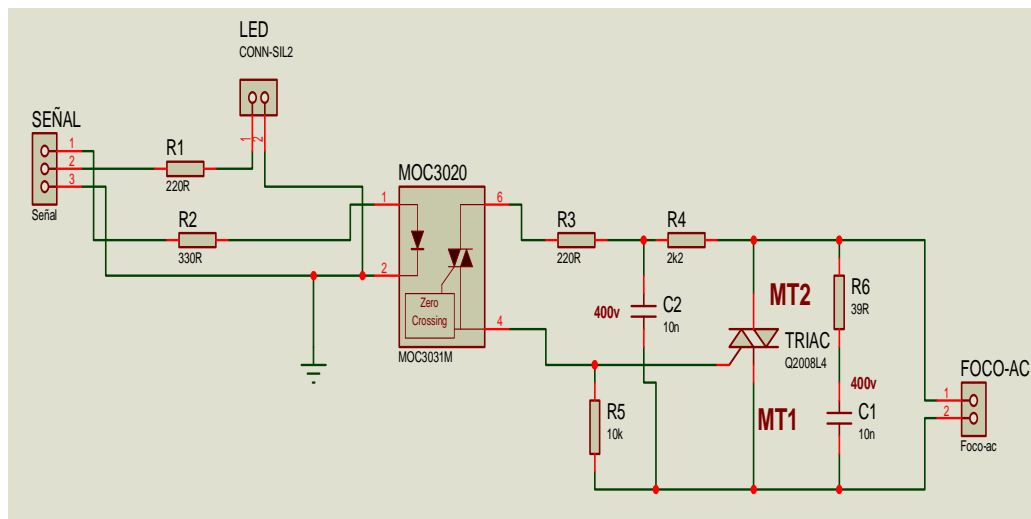 LED
CONN-SIL2
SEÑAL
1
2
3
Señal
R1
220R
1
2
R2
330R
MOC3020
1
2
6
4
Zero
Crossing
MOC3031M
R3
220R
R4
2k2
400v
C2
10n
R5
10k
MT2
MT1
TRIAC
Q2008L4
R6
39R
400v
C1
10n
FOCO-AC
1
2
Foco-ac